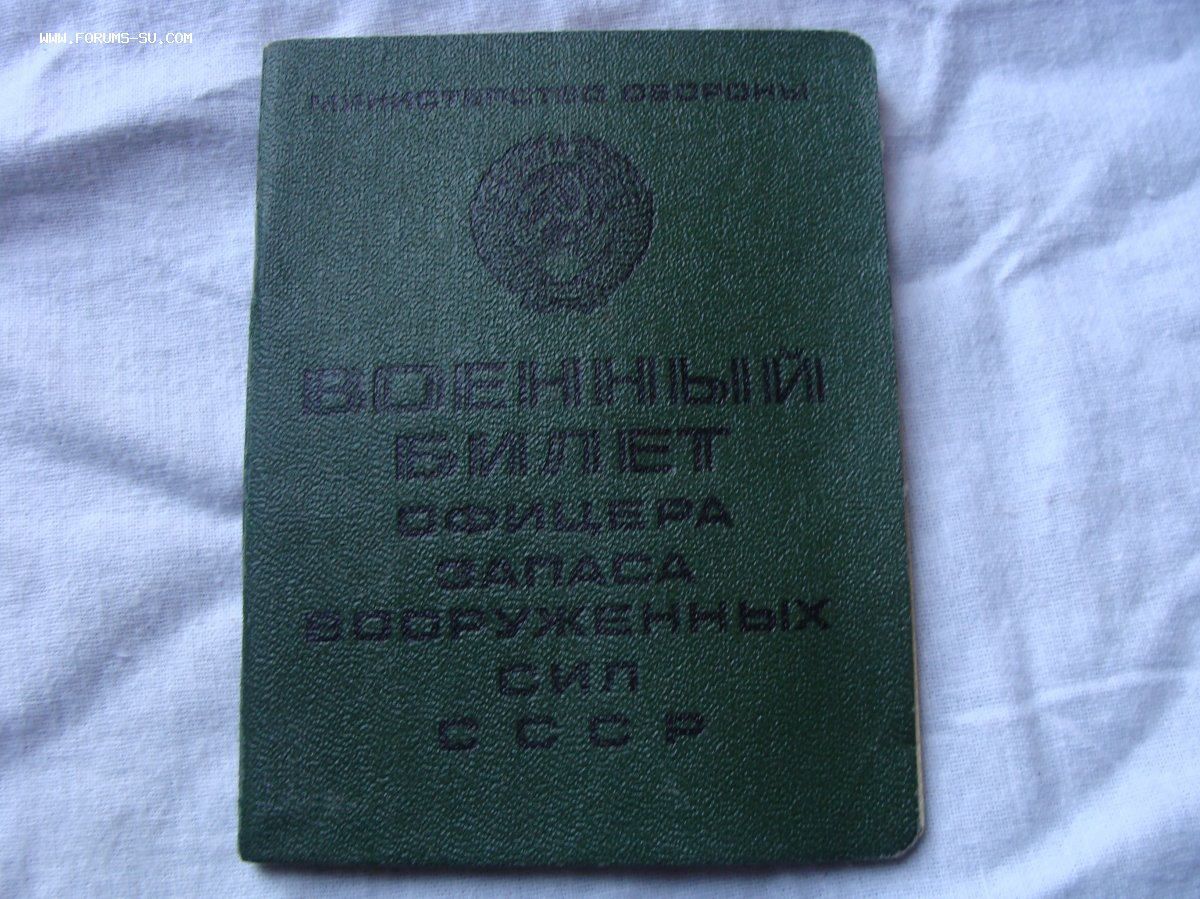 WWW.FORUMS-SU.COM
МИНИСТЕРСТВО ОБОРОНЫ
ВОЕННЫЙ
БИЛЕТ
ОФИЦЕРА
ЗАПАСА
ВООРУЖЕННЫХ
СИЛ
СССР